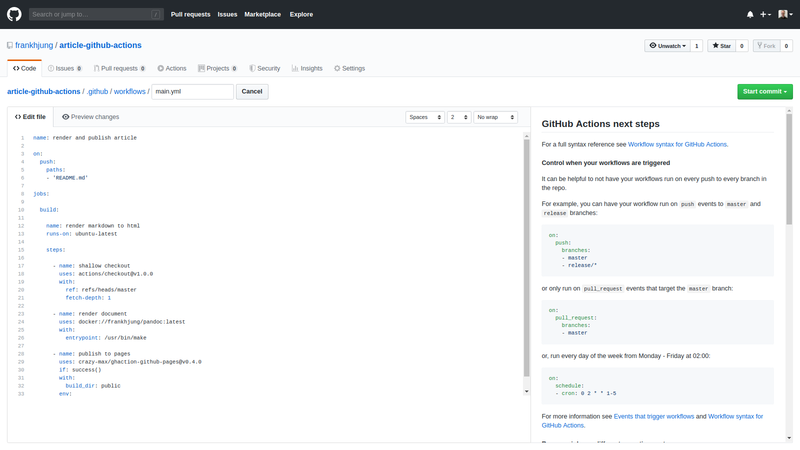 Search or jump to... /
Pull requests Issues Marketplace Explore
frankhjung / article-github-actions
Unwatch 1 Star 0 Fork 0
Code Issues 0 Pull requests 0 Actions Projects 0 Security Insights Settings
article-github-actions / .github / workflows / main.yml Cancel Start commit
Edit file Preview changes Spaces 2 No wrap
1 name: render and publish article
2
3 on:
4 push:
5 paths:
6 - 'README.md'
7
8 jobs:
9
10 build:
11
12 name: render markdown to html
13 runs-on: ubuntu-latest
14
15 steps:
16
17 - name: shallow checkout
18 uses: actions/checkout@v1.0.0
19 with:
20 ref: refs/heads/master
21 fetch-depth: 1
22
23 - name: render document
24 uses: docker://frankhjung/pandoc:latest
25 with:
26 entrypoint: /usr/bin/make
27
28 - name: publish to pages
29 uses: crazy-max/ghaction-github-pages@v0.4.0
30 if: success()
31 with:
32 build_dir: public
33 env:
GitHub Actions next steps
For a full syntax reference see Workflow syntax for GitHub Actions.
Control when your workflows are triggered
It can be helpful to not have your workflows run on every push to every branch in
the repo.
For example, you can have your workflow run on push events to master and
release branches:
on:
push:
branches:
- master
- release/*
or only run on pull_request events that target the master branch:
on:
pull_request:
branches:
- master
or, run every day of the week from Monday - Friday at 02:00:
on:
schedule:
- cron: 0 2 * * 1-5
For more information see Events that trigger workflows and Workflow syntax for
GitHub Actions.